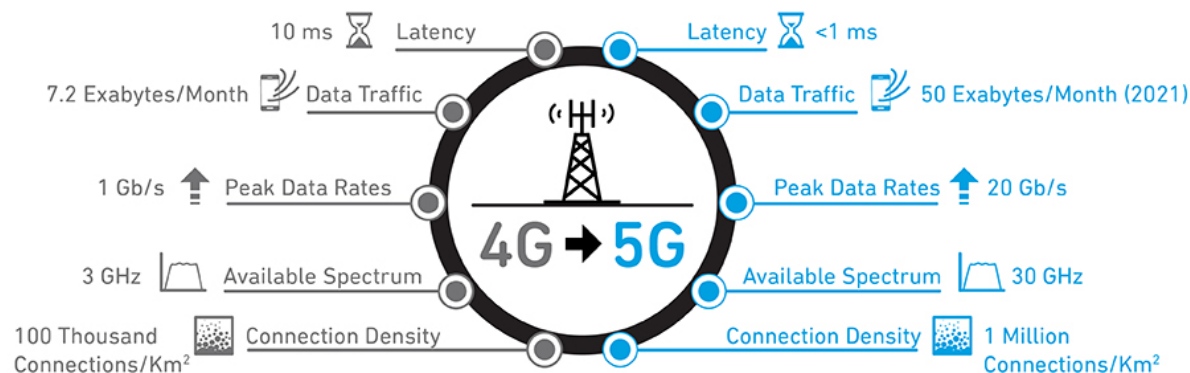 10 ms Latency
7.2 Exabytes/Month Data Traffic
1 Gb/s Peak Data Rates
3 GHz Available Spectrum
100 Thousand Connection Density
Connections/Km²
4G 5G
Latency <1 ms
Data Traffic 50 Exabytes/Month (2021)
Peak Data Rates 20 Gb/s
Available Spectrum 30 GHz
Connection Density 1 Million
Connections/Km²